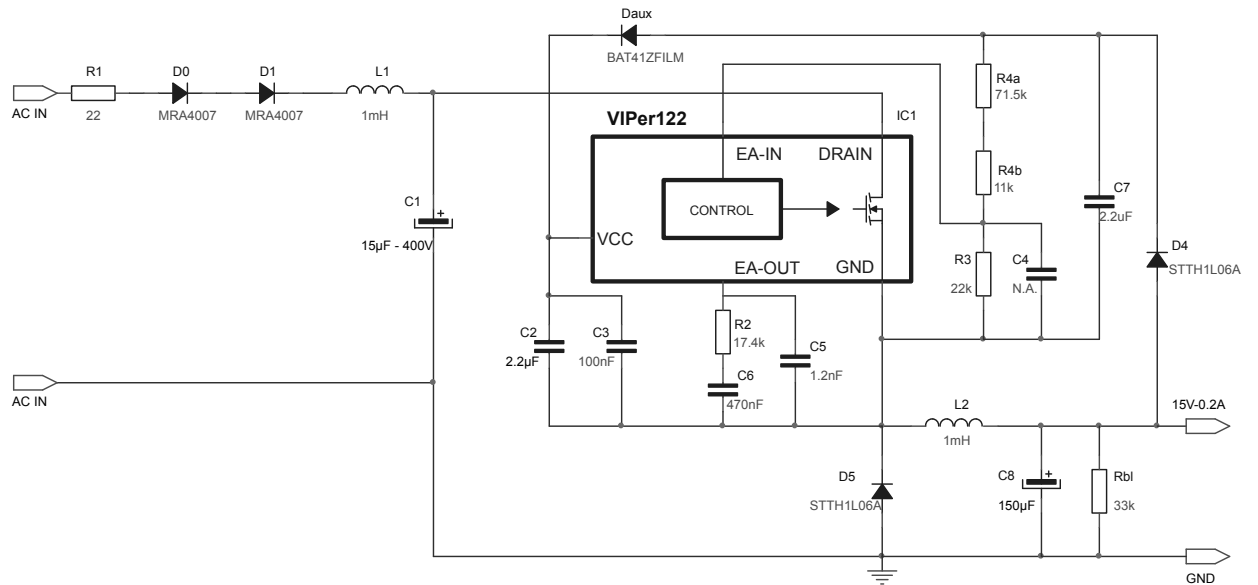 Daux
BAT41ZFILM
R1
D0
D1
L1
R4a
71.5k
AC IN
22
MRA4007
MRA4007
1mH
VIPer122
IC1
EA-IN
DRAIN
R4b
11k
C7
2.2uF
C1
+
CONTROL
15µF - 400V
VCC
D4
STTH1L06A
EA-OUT
GND
R3
22k
C4
N.A.
C2
2.2µF
C3
100nF
R2
17.4k
C5
1.2nF
C6
470nF
AC IN
L2
1mH
15V-0.2A
D5
STTH1L06A
C8
+
150µF
Rbl
33k
GND